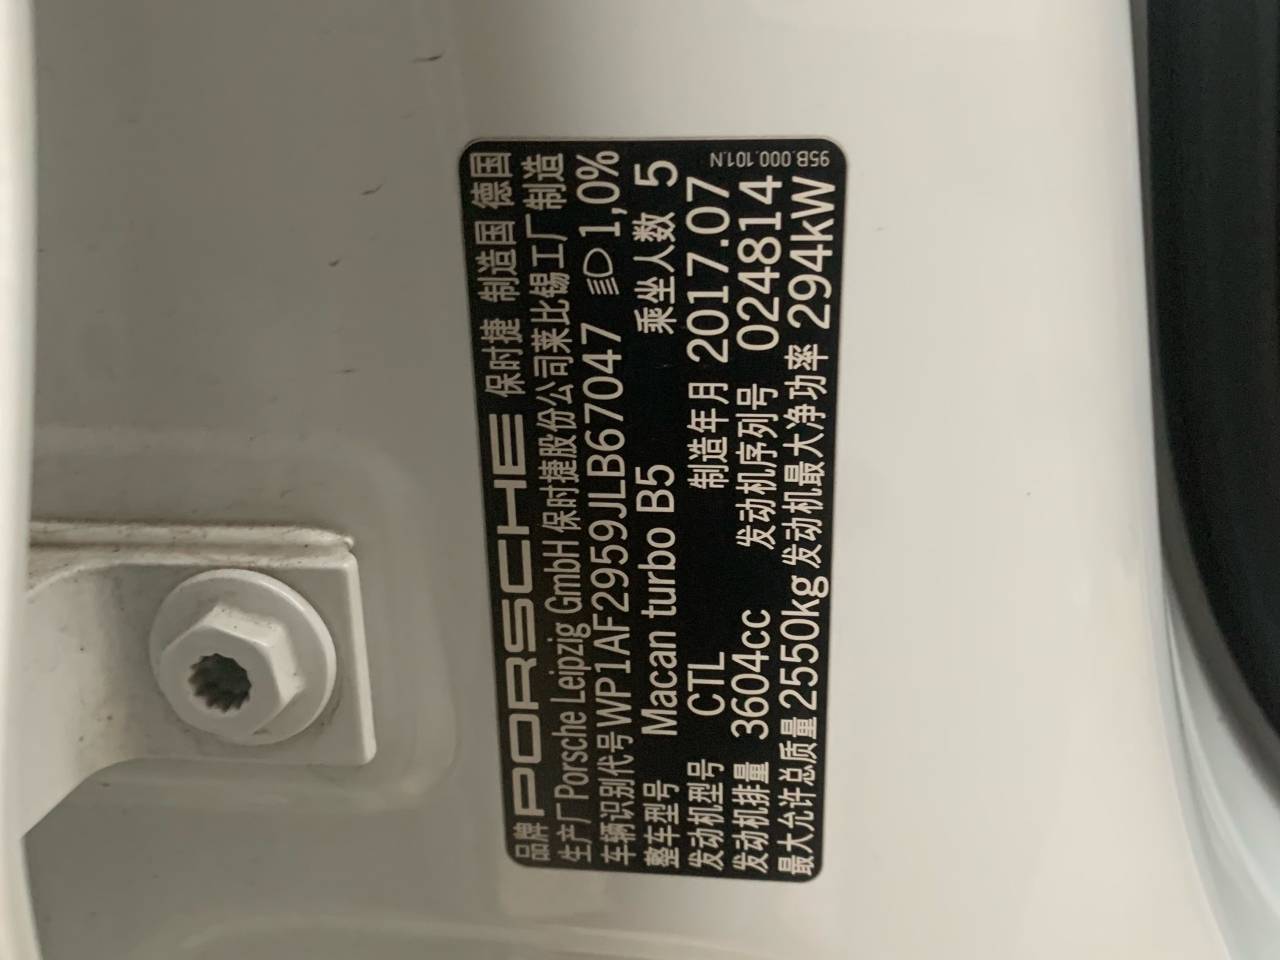 品牌 PORSCHE 保时捷 制造国 德国
生产厂 Porsche Leipzig GmbH 保时捷股份公司莱比锡工厂制造
车辆识别代号 WP1AF2959JLB67047 1,0%
整车型号 Macan turbo B5 乘坐人数 5
发动机型号 CTL 制造年月 2017.07
发动机排量 3604cc 发动机序列号 024814
最大允许总质量 2550kg 发动机最大净功率 294kW
95B.000.101.N